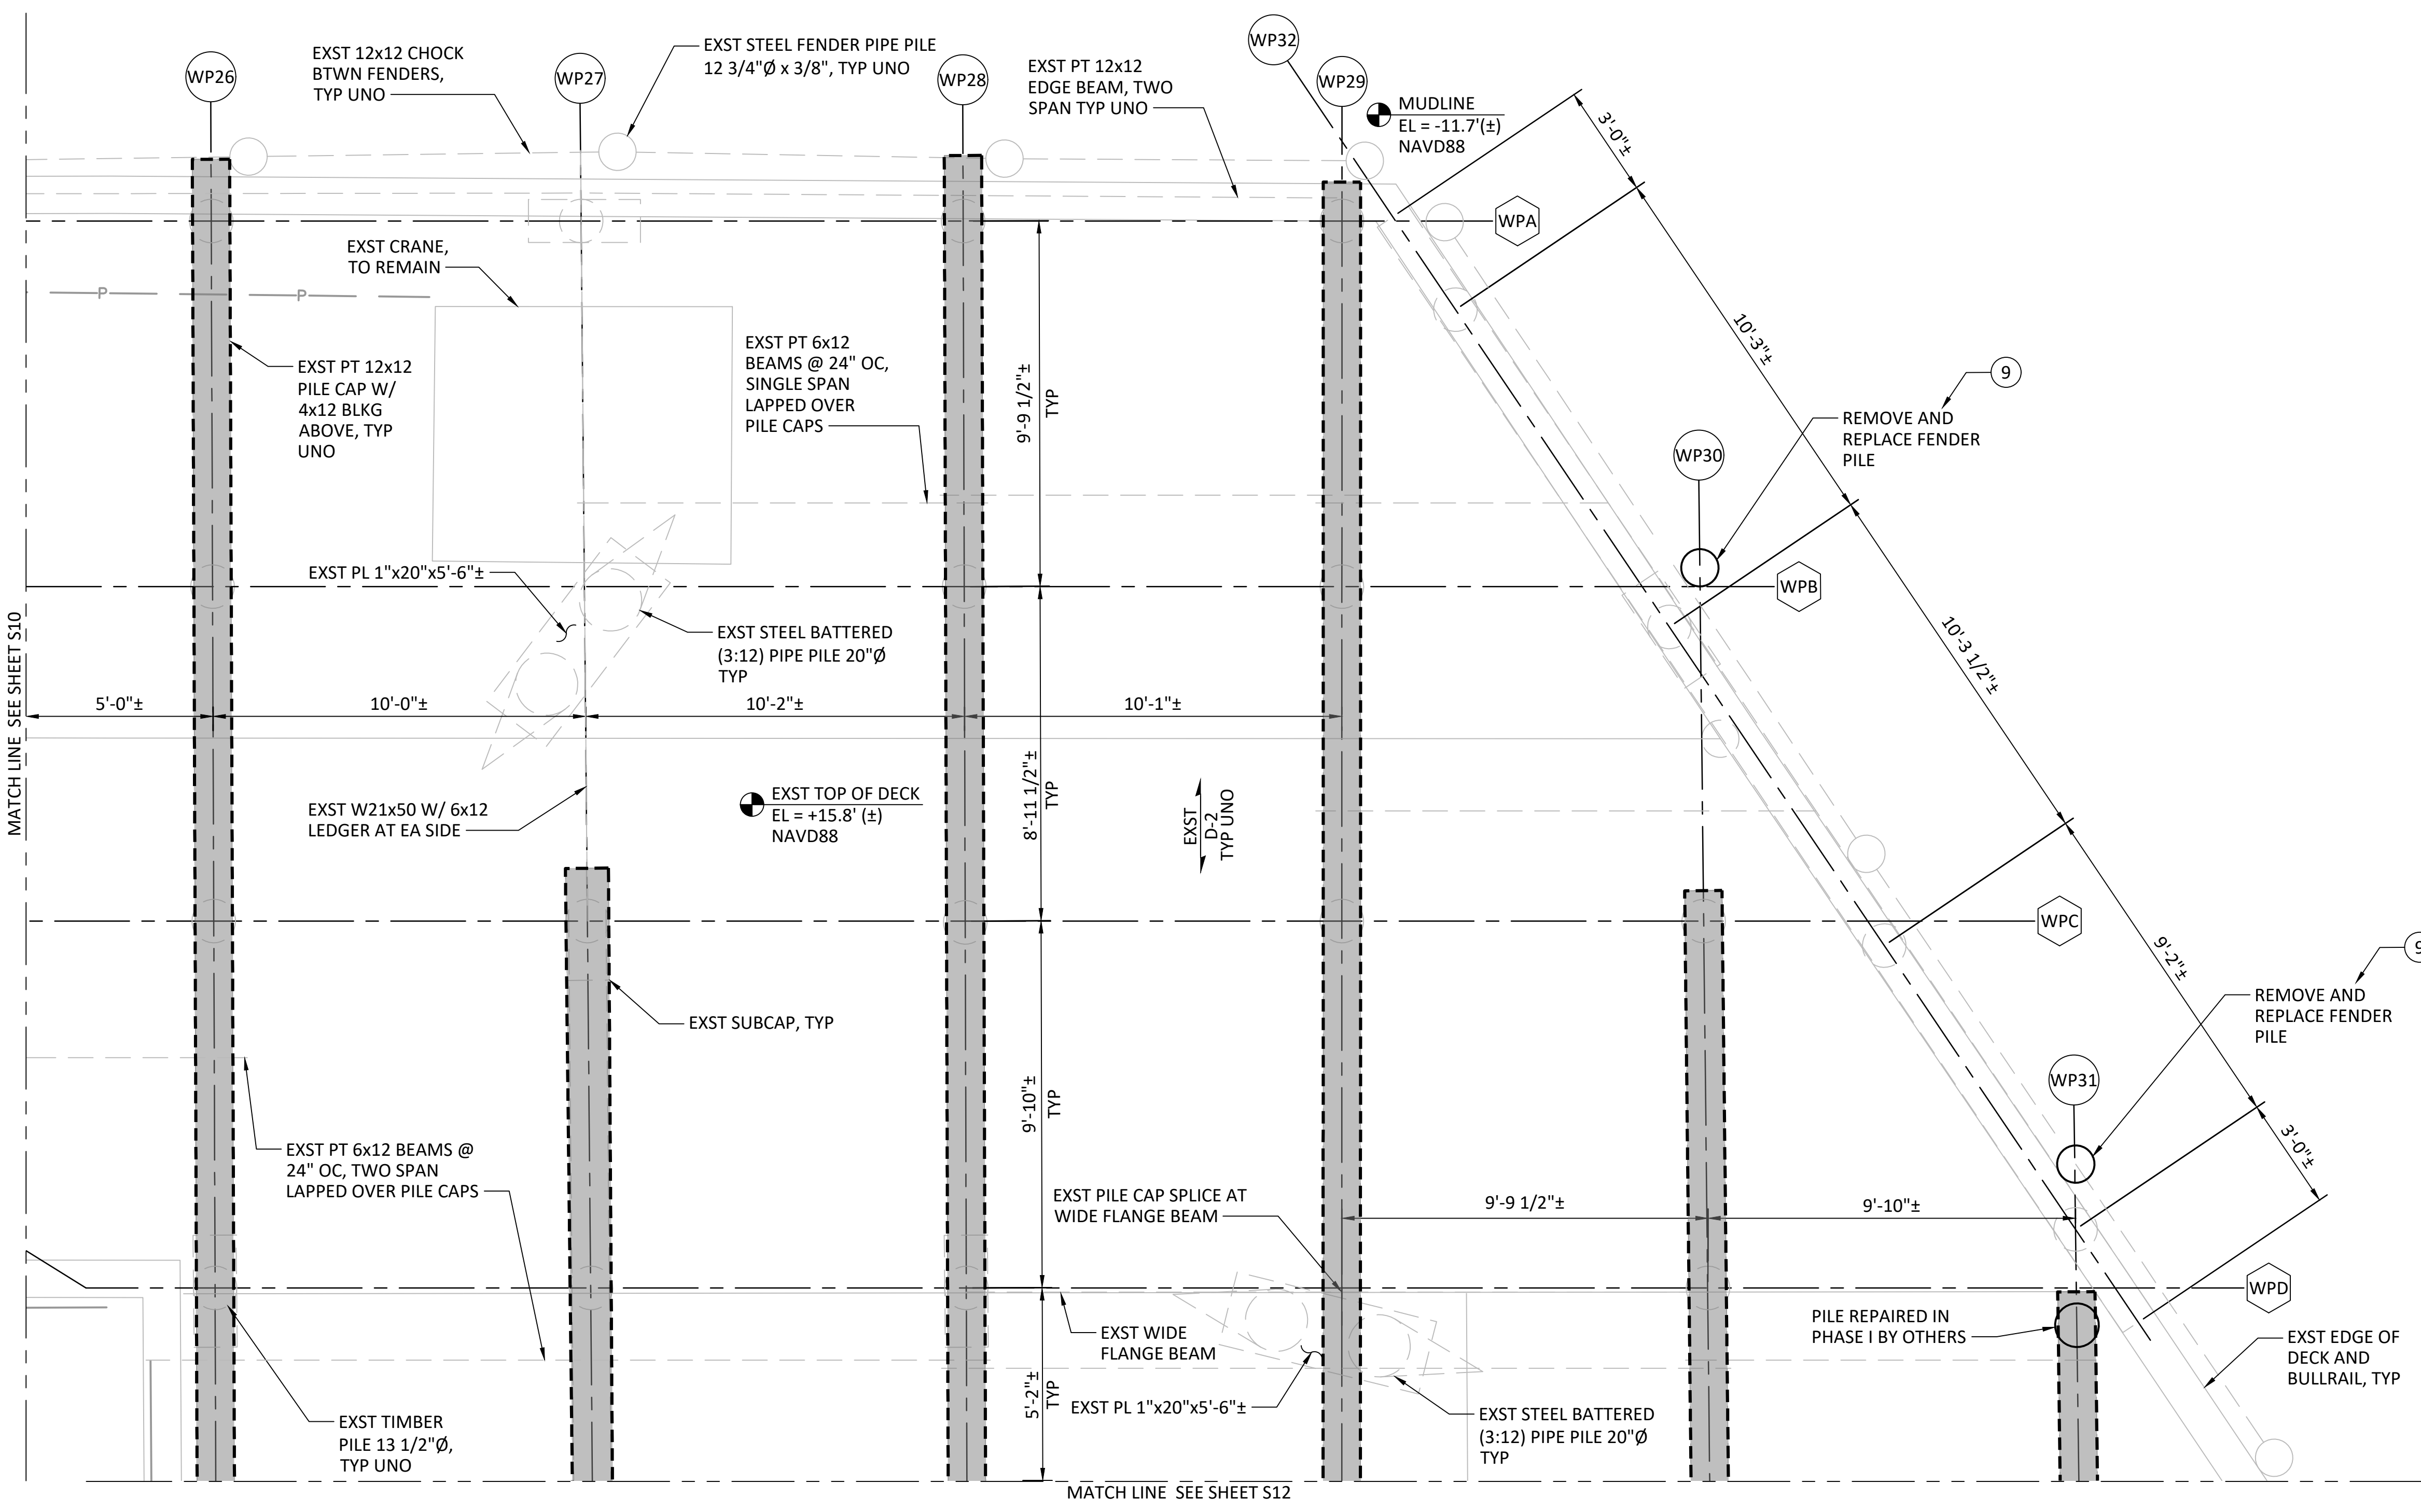 WP32
EXST 12x12 CHOCK
BTWN FENDERS,
TYP UNO
EXST STEEL FENDER PIPE PILE
12 3/4"Ø x 3/8", TYP UNO
WP26
WP27
WP28
EXST PT 12x12
EDGE BEAM, TWO
SPAN TYP UNO
WP29
MUDLINE
EL = -11.7'(±)
NAVD88
3'-0"±
WPA
EXST CRANE,
TO REMAIN
P
P
EXST PT 12x12
PILE CAP W/
4x12 BLKG
ABOVE, TYP
UNO
EXST PT 6x12
BEAMS @ 24" OC,
SINGLE SPAN
LAPPED OVER
PILE CAPS
9'-9 1/2"±
TYP
10'-3"±
9
REMOVE AND
REPLACE FENDER
PILE
WP30
WPB
EXST PL 1"x20"x5'-6"±
EXST STEEL BATTERED
(3:12) PIPE PILE 20"Ø
TYP
10'-3 1/2"±
MATCH LINE SEE SHEET S10
5'-0"±
10'-0"±
10'-2"±
10'-1"±
EXST W21x50 W/ 6x12
LEDGER AT EA SIDE
EXST TOP OF DECK
EL = +15.8' (±)
NAVD88
8'-11 1/2"±
TYP
EXST
D-2
TYP UNO
WPC
9'-2"±
9
REMOVE AND
REPLACE FENDER
PILE
EXST SUBCAP, TYP
WP31
9'-10"±
TYP
EXST PT 6x12 BEAMS @
24" OC, TWO SPAN
LAPPED OVER PILE CAPS
EXST PILE CAP SPLICE AT
WIDE FLANGE BEAM
9'-9 1/2"±
9'-10"±
3'-0"±
WPD
EXST WIDE
FLANGE BEAM
PILE REPAIRED IN
PHASE I BY OTHERS
EXST EDGE OF
DECK AND
BULLRAIL, TYP
5'-2"±
TYP
EXST PL 1"x20"x5'-6"±
EXST STEEL BATTERED
(3:12) PIPE PILE 20"Ø
TYP
EXST TIMBER
PILE 13 1/2"Ø,
TYP UNO
MATCH LINE SEE SHEET S12